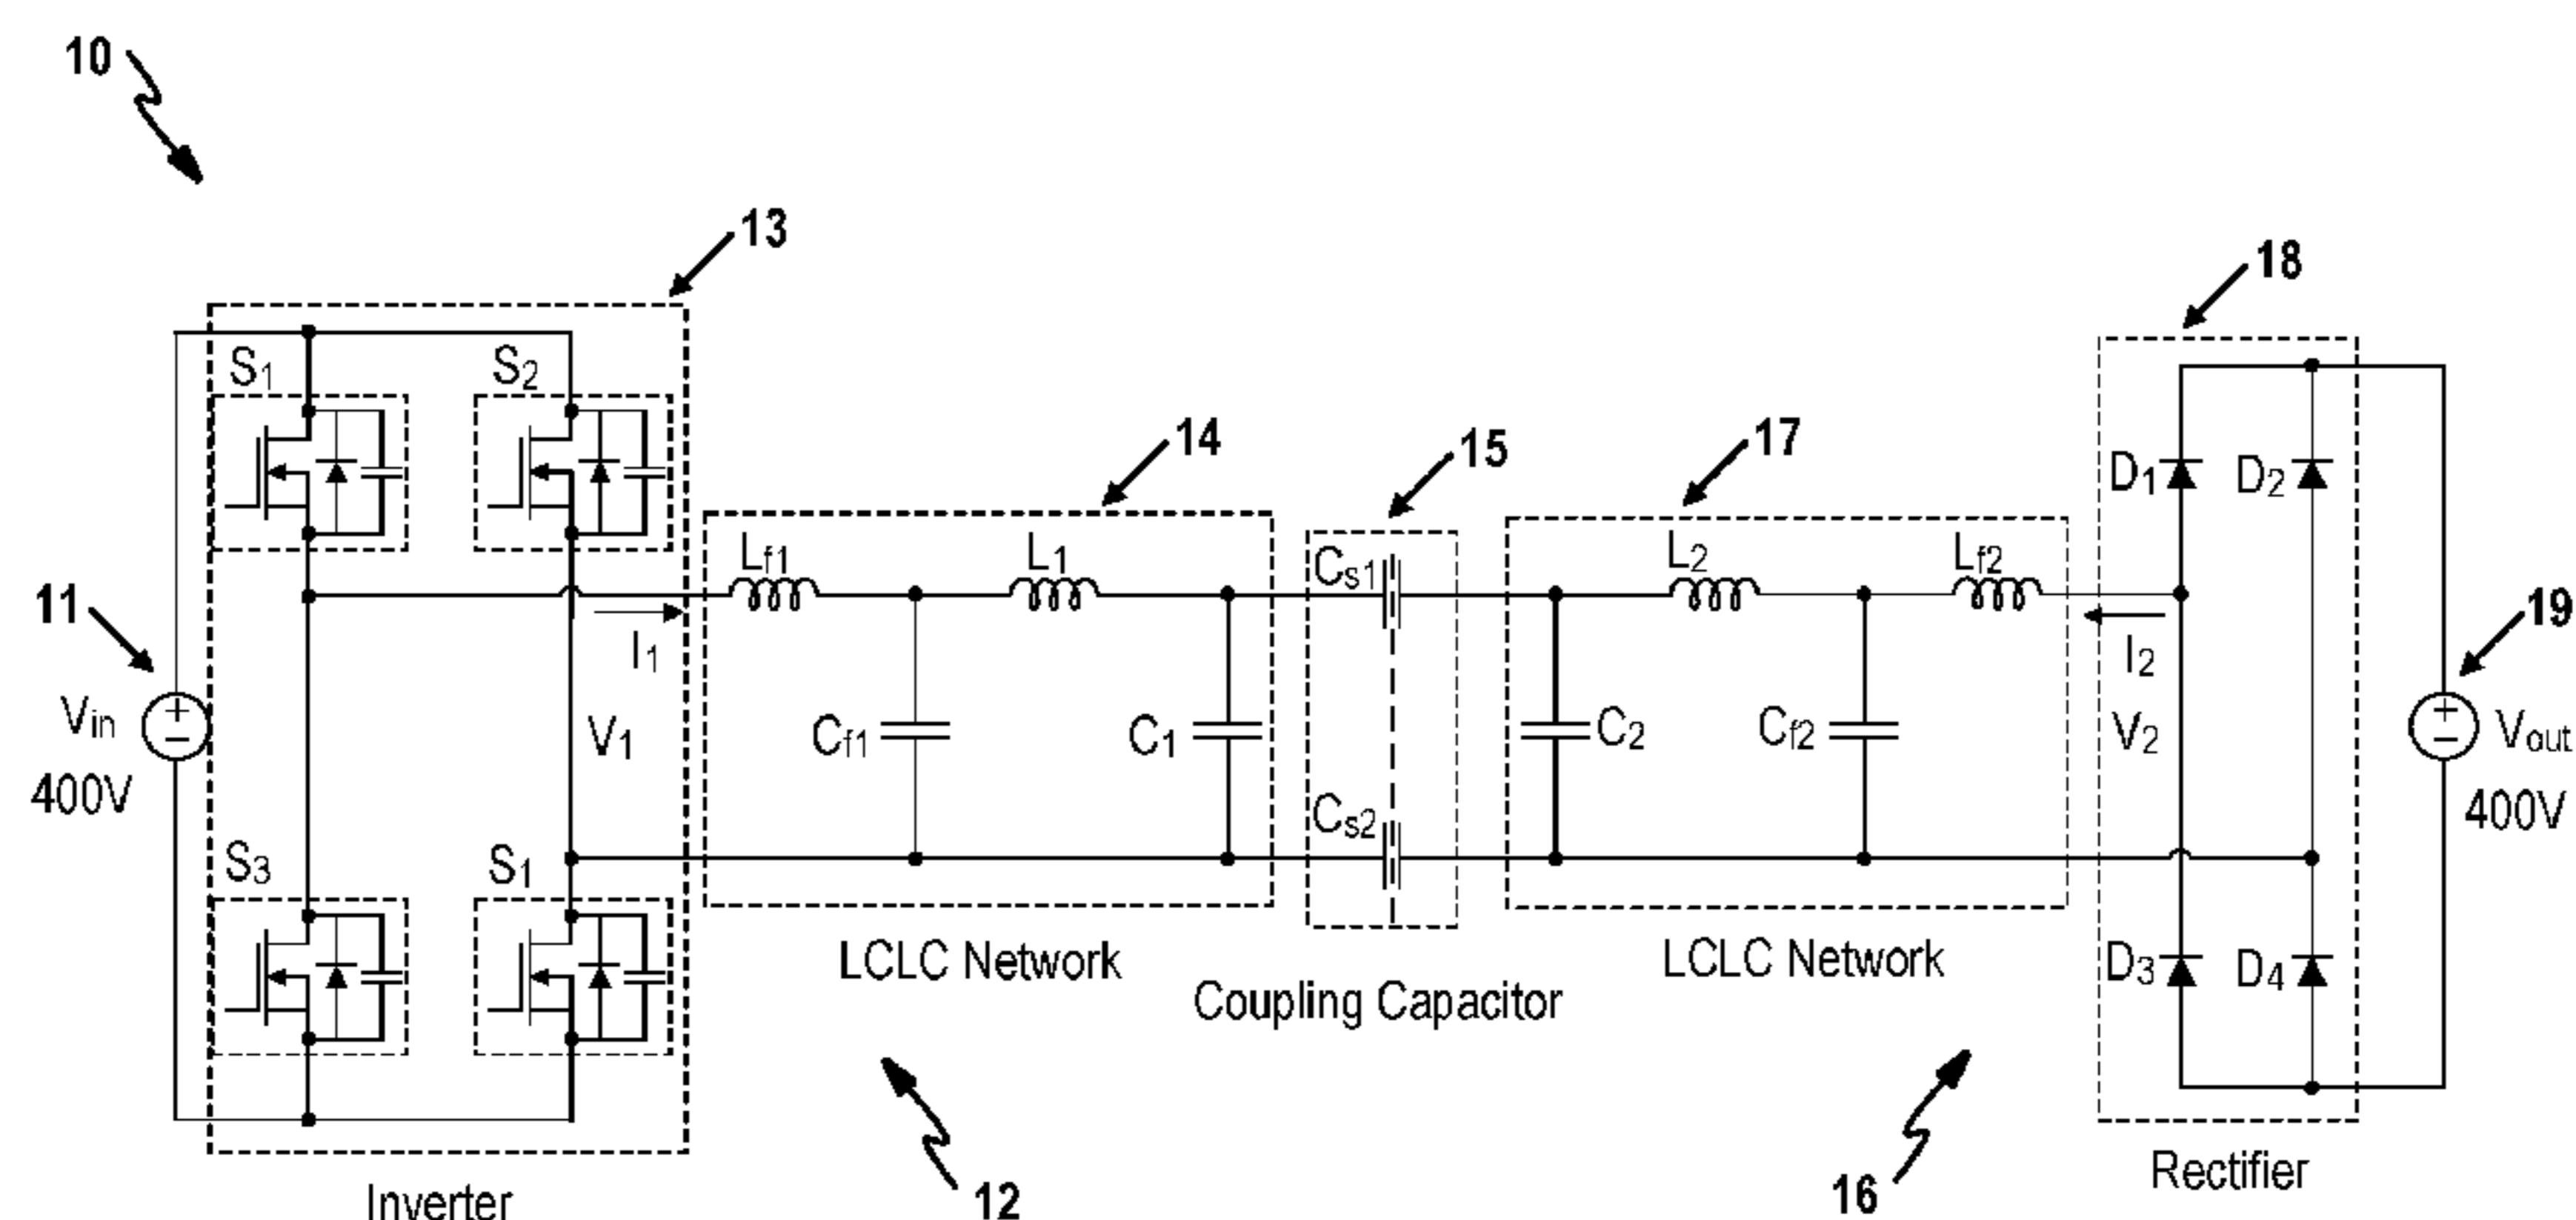 10
13
18
S1
S2
14
15
17
D1
D2
Lf1
L1
Cs1
L2
Lf2
11
19
I1
I2
Vin
400V
V1
Cf1
C1
C2
Cf2
V2
Vout
400V
S3
S1
Cs2
D3
D4
LCLC Network
Coupling Capacitor
LCLC Network
Rectifier
Inverter
12
16